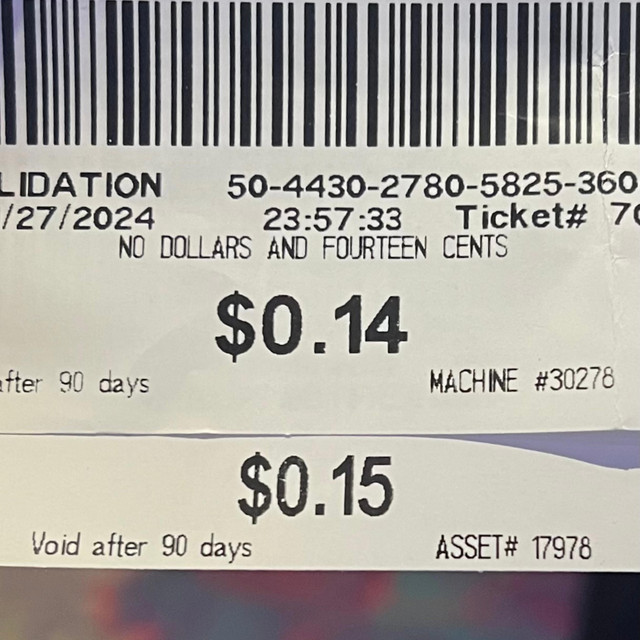 LIDATION 50-4430-2780-5825-360
/27/2024 23:57:33 Ticket# 70
NO DOLLARS AND FOURTEEN CENTS
$0.14
after 90 days MACHINE #30278
$0.15
Void after 90 days ASSET# 17978